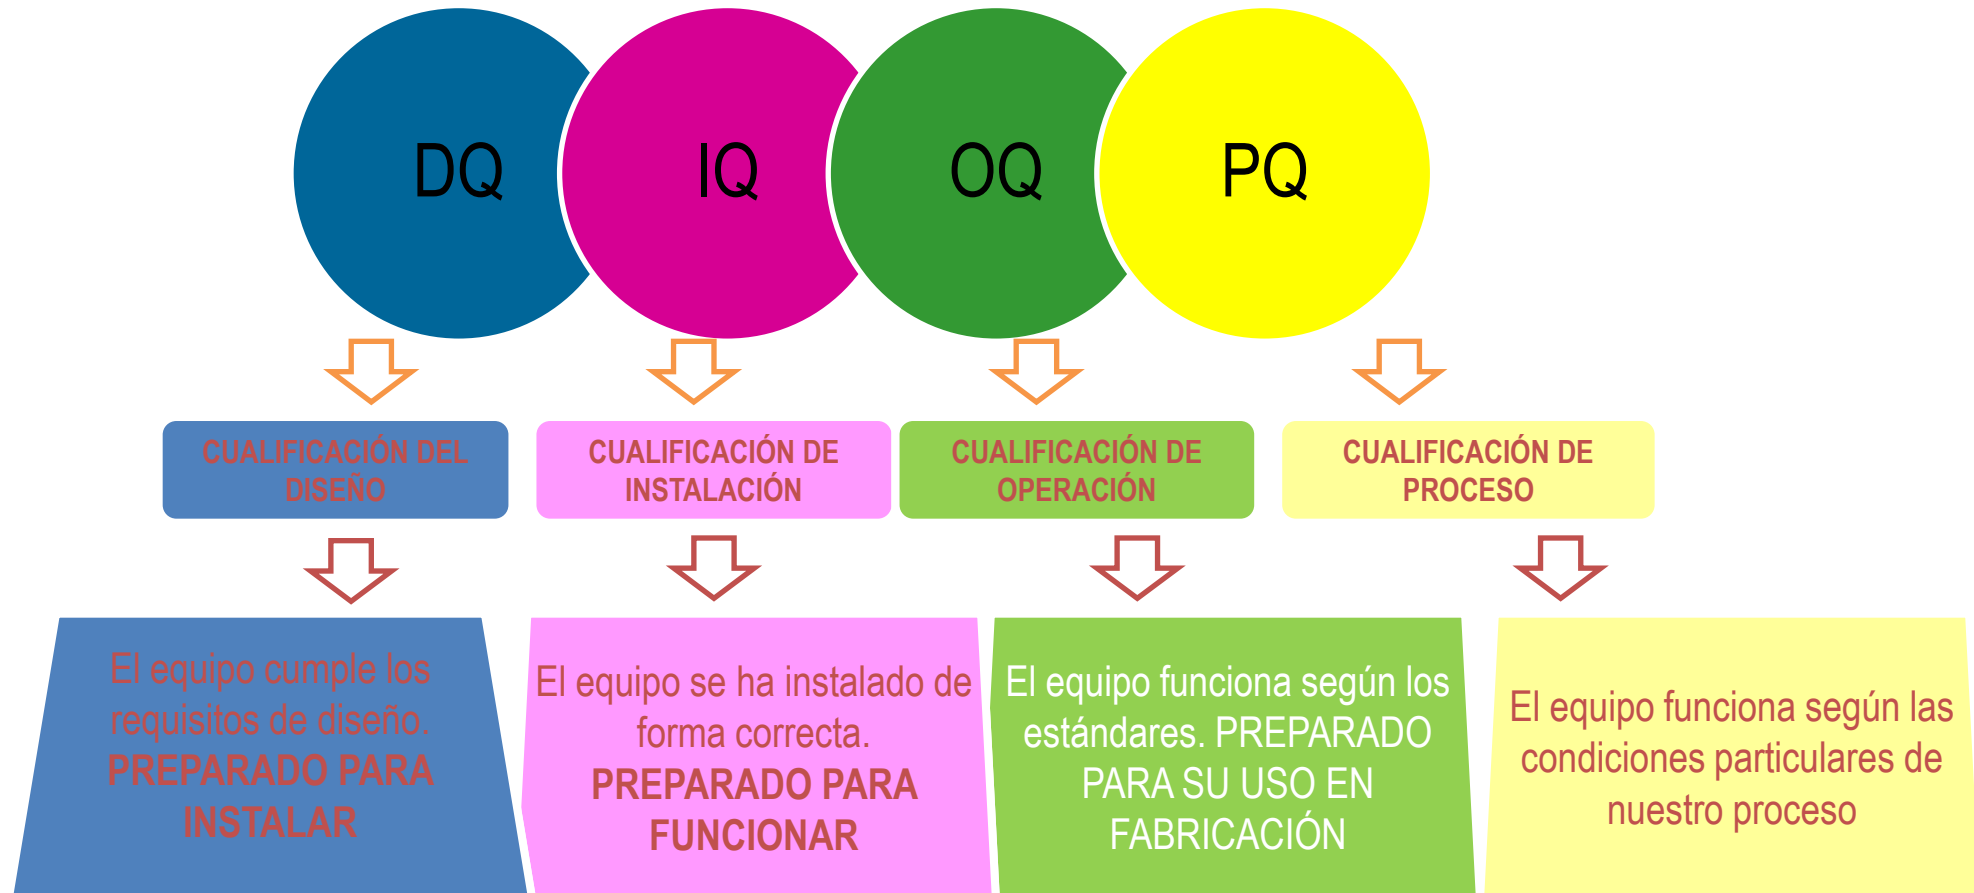 DQ
IQ
OQ
PQ
CUALIFICACIÓN DEL
DISEÑO
CUALIFICACIÓN DE
INSTALACIÓN
CUALIFICACIÓN DE
OPERACIÓN
CUALIFICACIÓN DE
PROCESO
El equipo cumple los
requisitos de diseño.
PREPARADO PARA
INSTALAR
El equipo se ha instalado de
forma correcta.
PREPARADO PARA
FUNCIONAR
El equipo funciona según los
estándares. PREPARADO
PARA SU USO EN
FABRICACIÓN
El equipo funciona según las
condiciones particulares de
nuestro proceso